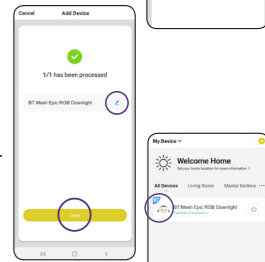 Cancel Add Device
1/1 has been processed
BT Mesh Epic RGB Downlight
Done
My Device
Welcome Home
Set your home location for more information
All Devices Living Room Master Bedroom ...
BT Mesh Epic RGB Downlight